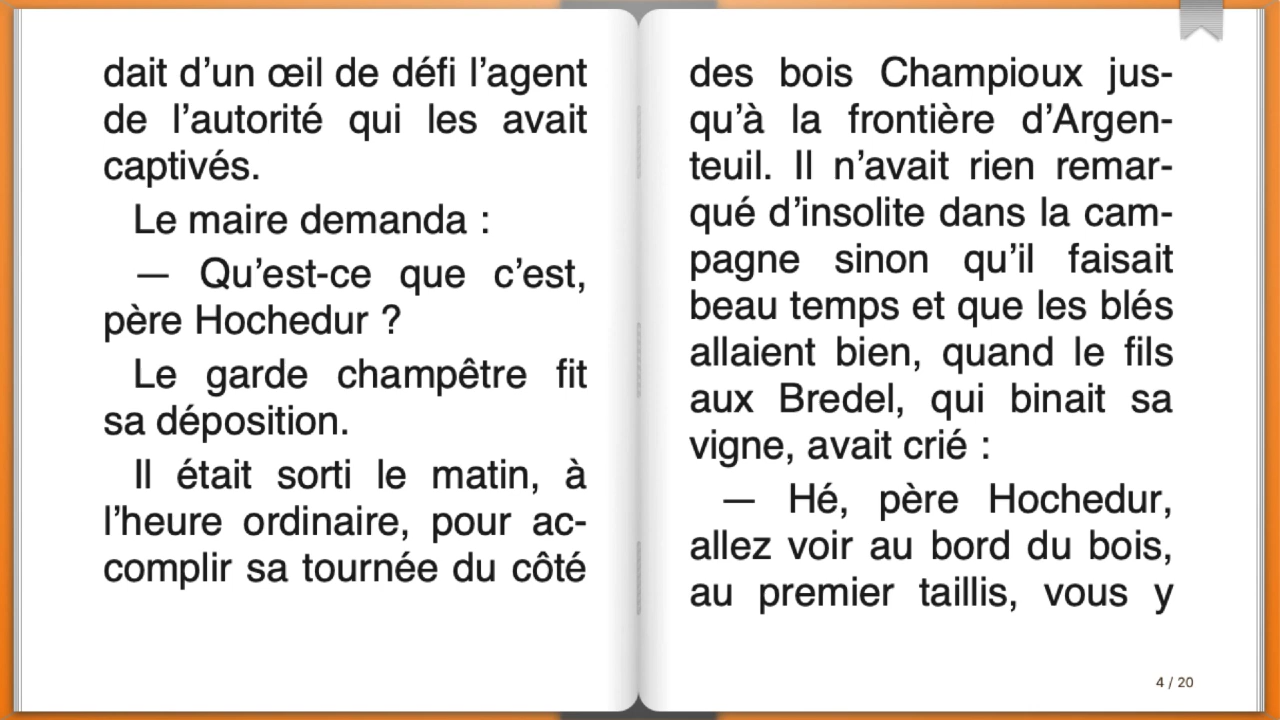 dait d’un œil de défi l’agent
de l’autorité qui les avait
captivés.
Le maire demanda :
— Qu’est-ce que c’est,
père Hochedur ?
Le garde champêtre fit
sa déposition.
Il était sorti le matin, à
l’heure ordinaire, pour ac-
complir sa tournée du côté
des bois Champioux jus-
qu’à la frontière d’Argen-
teuil. Il n’avait rien remar-
qué d’insolite dans la cam-
pagne sinon qu’il faisait
beau temps et que les blés
allaient bien, quand le fils
aux Bredel, qui binait sa
vigne, avait crié :
— Hé, père Hochedur,
allez voir au bord du bois,
au premier taillis, vous y
4 / 20